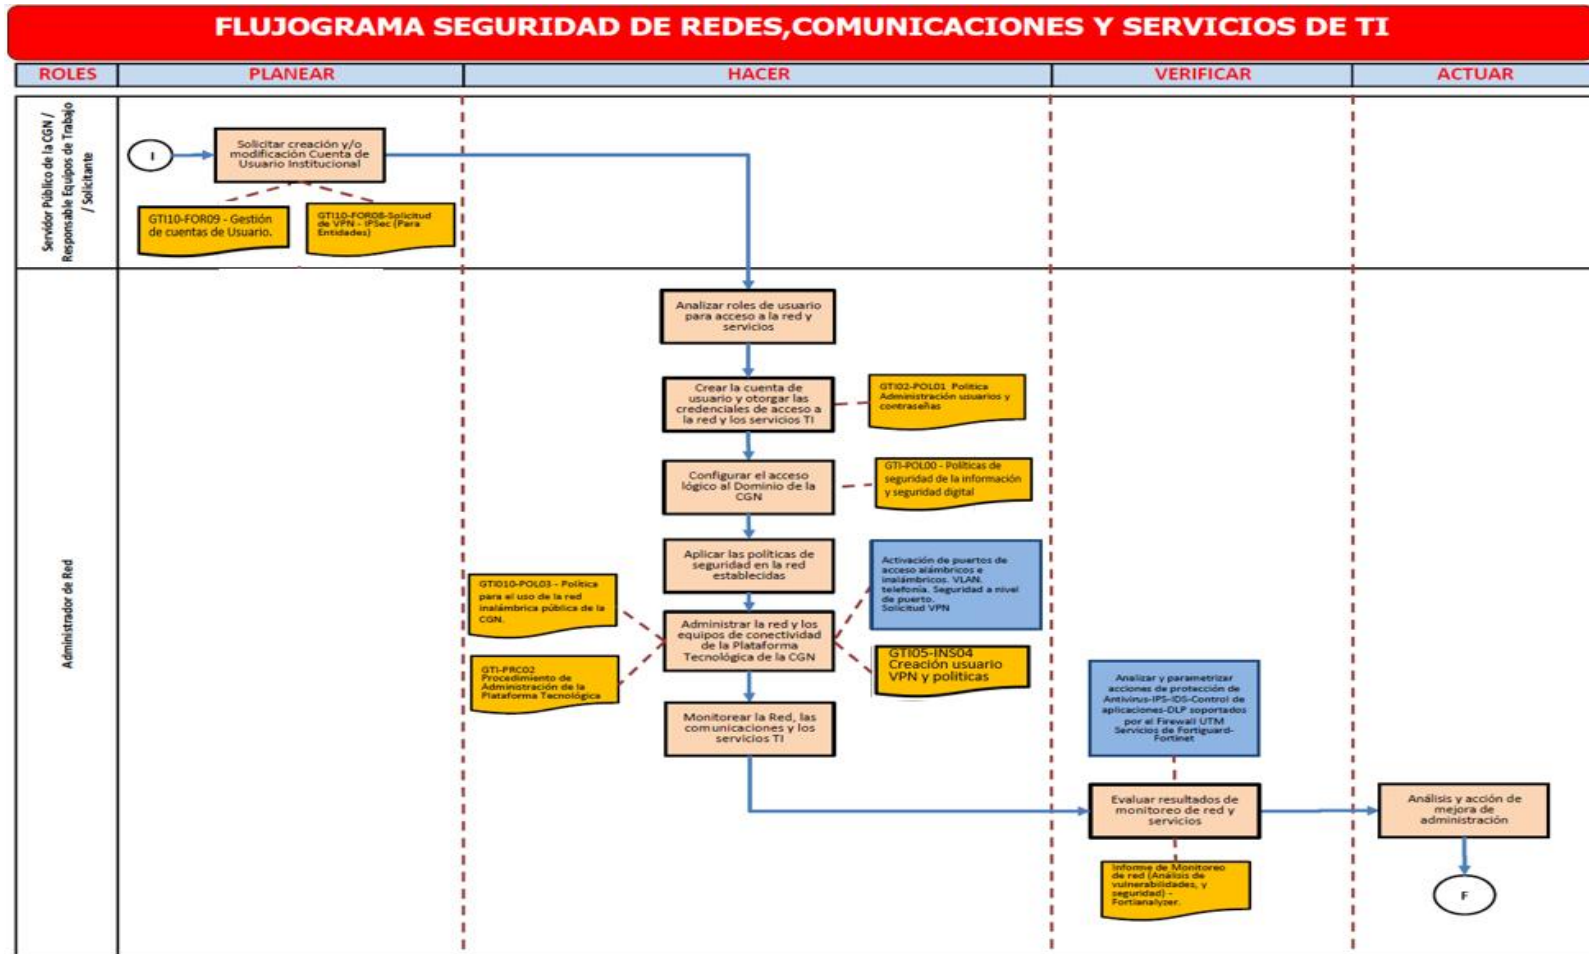 FLUJOGRAMA SEGURIDAD DE REDES,COMUNICACIONES Y SERVICIOS DE TI
ROLES
PLANEAR
HACER
VERIFICAR
ACTUAR
Servidor Público de la CGN /
Responsable Equipos de Trabajo
/ Solicitante
I
Solicitar creación y/o
modificación Cuenta de
Usuario Institucional
GTI10-FOR09 - Gestión
de cuentas de Usuario.
GTI10-FOR08-Solicitud
de VPN - IPSec (Para
Entidades)
Administrador de Red
Analizar roles de usuario
para acceso a la red y
servicios
Crear la cuenta de
usuario y otorgar las
credenciales de acceso a
la red y los servicios TI
GTI02-POL01 Politica
Administración usuarios y
contraseñas
Configurar el acceso
lógico al Dominio de la
CGN
GTI-POL00 - Políticas de
seguridad de la información
y seguridad digital
Aplicar las políticas de
seguridad en la red
establecidas
Activación de puertos de
acceso alámbricos e
inalámbricos. VLAN.
telefonía. Seguridad a nivel
de puerto.
Solicitud VPN
GTI010-POL03 - Política
para el uso de la red
inalámbrica pública de la
CGN.
Administrar la red y los
equipos de conectividad
de la Plataforma
Tecnológica de la CGN
GTI-PRC02
Procedimiento de
Administración de la
Plataforma Tecnológica
GTI05-INS04
Creación usuario
VPN y politicas
Monitorear la Red, las
comunicaciones y los
servicios TI
Analizar y parametrizar
acciones de protección de
Antivirus-IPS-IDS-Control de
aplicaciones-DLP soportados
por el Firewall UTM
Servicios de Fortiguard-
Fortinet
Evaluar resultados de
monitoreo de red y
servicios
Análisis y acción de
mejora de
administración
Informe de Monitoreo
de red (Análisis de
vulnerabilidades, y
seguridad) -
Fortianalyzer.
F